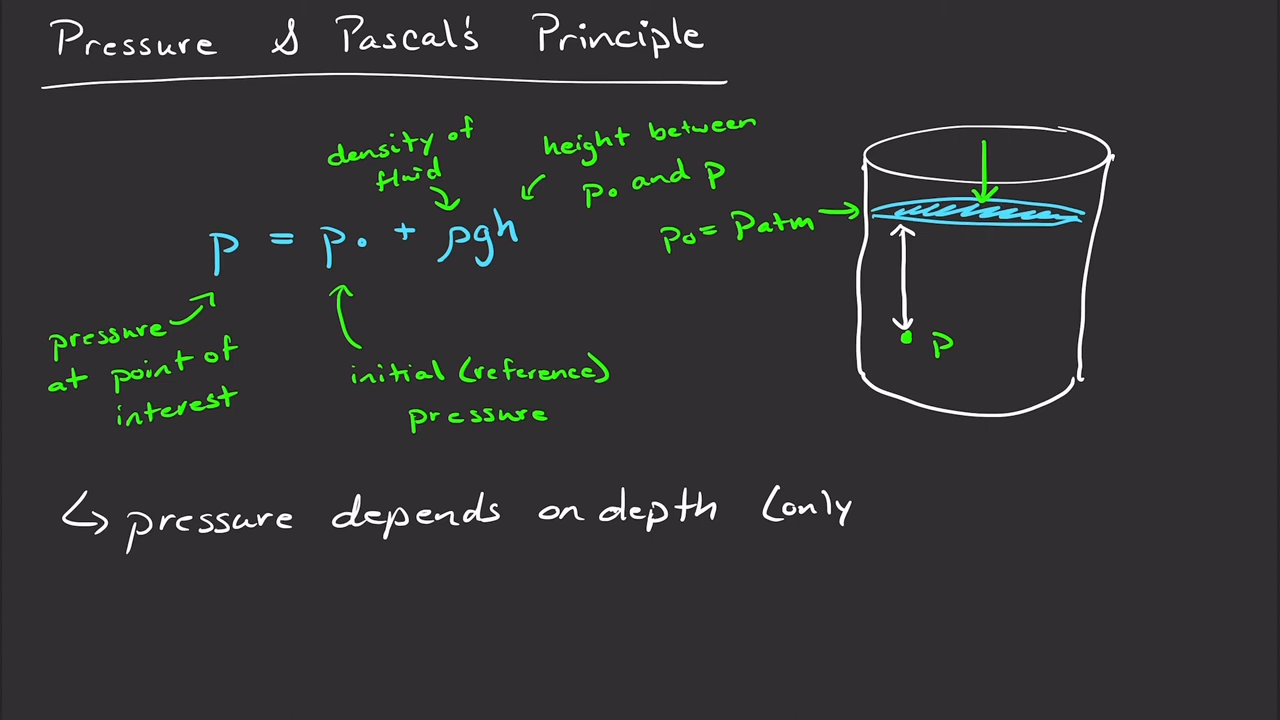 Pressure & Pascal's Principle
density of
fluid
height between
p₀ and p
p₀ = Patm
p = p₀ + ρgh
pressure
at point of
interest
initial (reference)
pressure
p
↳ pressure depends on depth (only